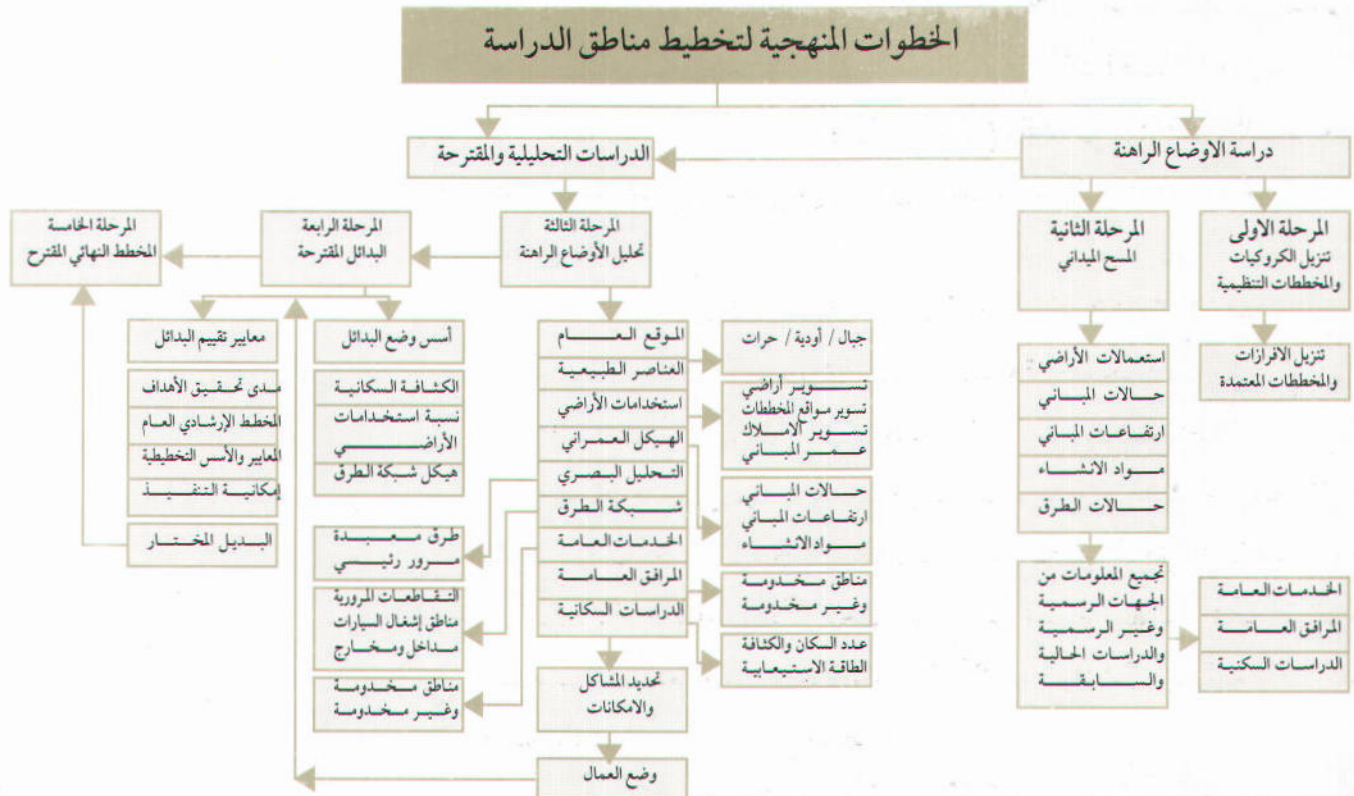 الخطوات المنهجية لتخطيط مناطق الدراسة
دراسة الاوضاع الراهنة
الدراسات التحليلية والمقترحة
المرحلة الاولى
تنزيل الكروكيات
والمخططات التنظيمية
المرحلة الثانية
المسح الميداني
المرحلة الثالثة
تحليل الأوضاع الراهنة
المرحلة الرابعة
البدائل المقترحة
المرحلة الخامسة
المخطط النهائي المقترح
تنزيل الافرازات
والمخططات المعتمدة
استعمالات الأراضي
حالات المباني
ارتفاعات المباني
مواد الانشاء
حالات الطرق
تجميع المعلومات من
الجهات الرسمية
وغير الرسمية
والدراسات الحالية
والسابقة
الخدمات العامة
المرافق العامة
الدراسات السكنية
الموقع العام
العناصر الطبيعية
استخدامات الأراضي
الهيكل العمراني
التحليل البصري
شبكة الطرق
الخدمات العامة
المرافق العامة
الدراسات السكانية
جبال / أودية / حرات
تسوير أراضي
تسوير مواقع المخططات
تسوير الاملاك
عمر المباني
حالات المباني
ارتفاعات المباني
مواد الانشاء
مناطق مخدومة
وغير مخدومة
عدد السكان والكثافة
الطاقة الاستيعابية
تحديد المشاكل
والامكانات
وضع العمال
أسس وضع البدائل
الكثافة السكانية
نسبة استخدامات
الأراضي
هيكل شبكة الطرق
طرق معبدة
مرور رئيسي
التقاطعات المرورية
مناطق إشغال السيارات
مداخل ومخارج
مناطق مخدومة
وغير مخدومة
معايير تقييم البدائل
مدى تحقيق الأهداف
المخطط الإرشادي العام
المعايير والأسس التخطيطية
إمكانية التنفيذ
البديل المختار